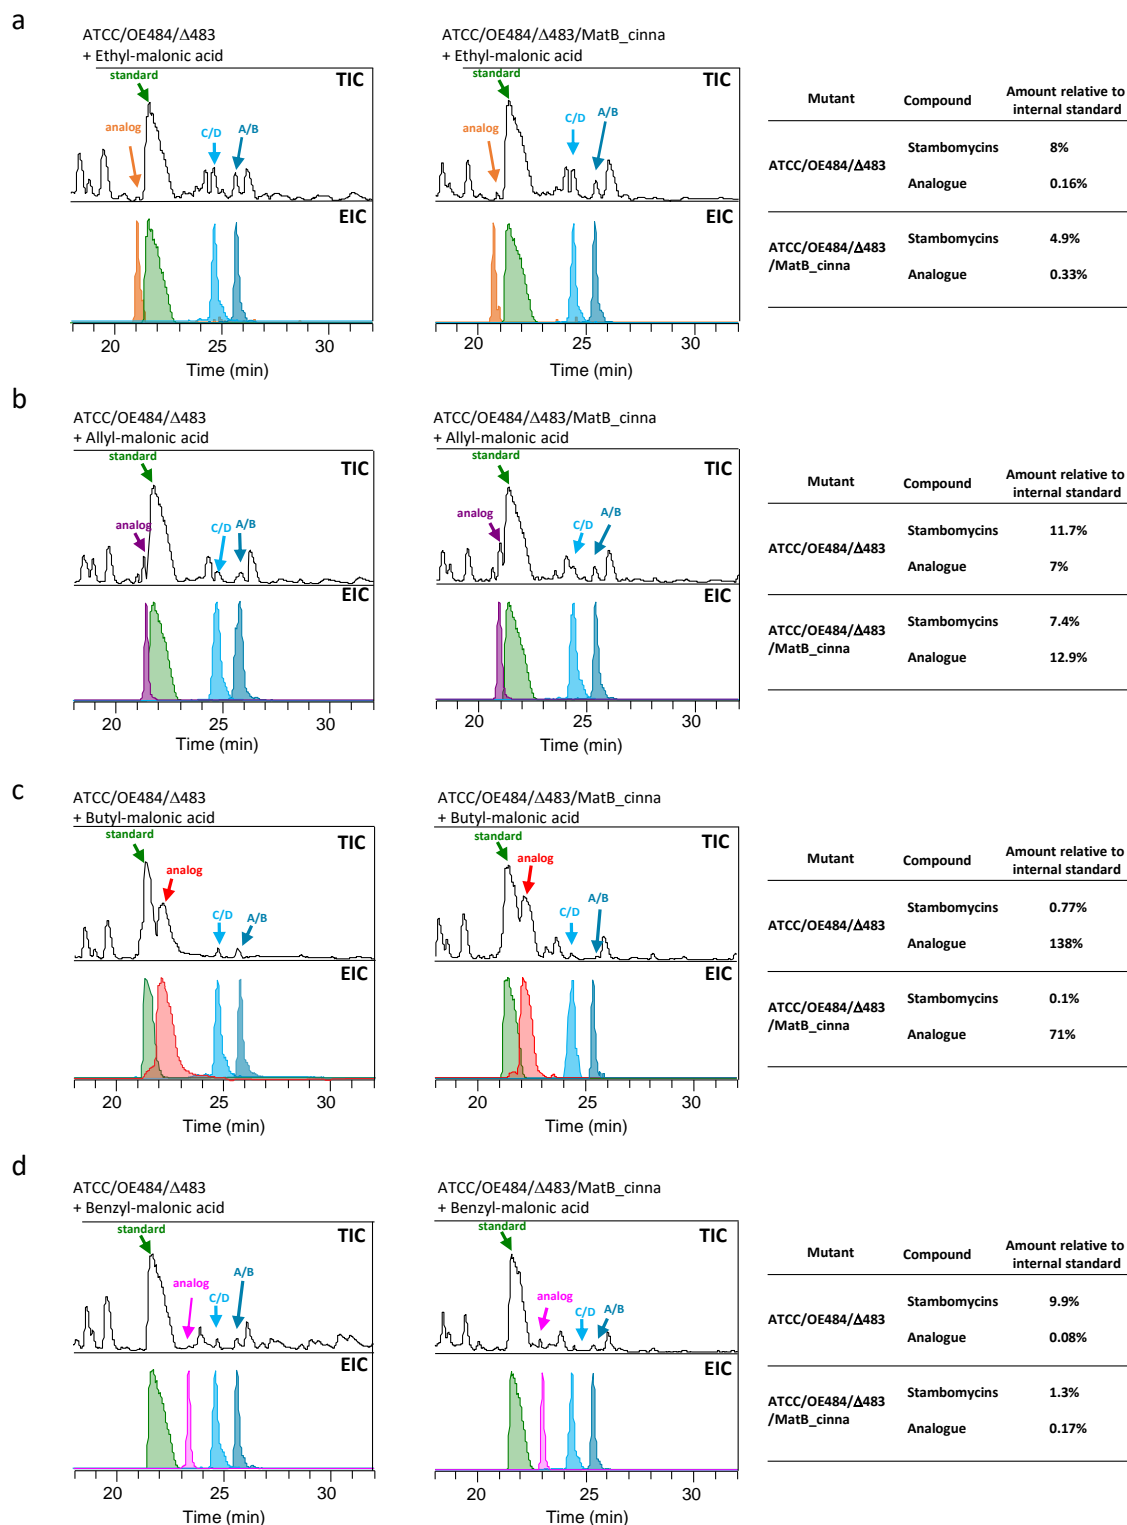 a
ATCC/OE484/Δ483
+ Ethyl-malonic acid
TIC
standard
analog
C/D
A/B
EIC
20
25
30
Time (min)
ATCC/OE484/Δ483/MatB_cinna
+ Ethyl-malonic acid
TIC
standard
analog
C/D
A/B
EIC
20
25
30
Time (min)
Mutant Compound Amount relative to
internal standard
ATCC/OE484/Δ483
Stambomycins 8%
Analogue 0.16%
ATCC/OE484/Δ483
/MatB_cinna
Stambomycins 4.9%
Analogue 0.33%
b
ATCC/OE484/Δ483
+ Allyl-malonic acid
standard
TIC
analog
C/D
A/B
EIC
20
25
30
Time (min)
ATCC/OE484/Δ483/MatB_cinna
+ Allyl-malonic acid
standard
TIC
analog
C/D
A/B
EIC
20
25
30
Time (min)
Mutant Compound Amount relative to
internal standard
ATCC/OE484/Δ483
Stambomycins 11.7%
Analogue 7%
ATCC/OE484/Δ483
/MatB_cinna
Stambomycins 7.4%
Analogue 12.9%
c
ATCC/OE484/Δ483
+ Butyl-malonic acid
standard
TIC
analog
C/D
A/B
EIC
20
25
30
Time (min)
ATCC/OE484/Δ483/MatB_cinna
+ Butyl-malonic acid
standard
TIC
analog
C/D
A/B
EIC
20
25
30
Time (min)
Mutant Compound Amount relative to
internal standard
ATCC/OE484/Δ483
Stambomycins 0.77%
Analogue 138%
ATCC/OE484/Δ483
/MatB_cinna
Stambomycins 0.1%
Analogue 71%
d
ATCC/OE484/Δ483
+ Benzyl-malonic acid
standard
TIC
analog
C/D
A/B
EIC
20
25
30
Time (min)
ATCC/OE484/Δ483/MatB_cinna
+ Benzyl-malonic acid
standard
TIC
analog
C/D
A/B
EIC
20
25
30
Time (min)
Mutant Compound Amount relative to
internal standard
ATCC/OE484/Δ483
Stambomycins 9.9%
Analogue 0.08%
ATCC/OE484/Δ483
/MatB_cinna
Stambomycins 1.3%
Analogue 0.17%